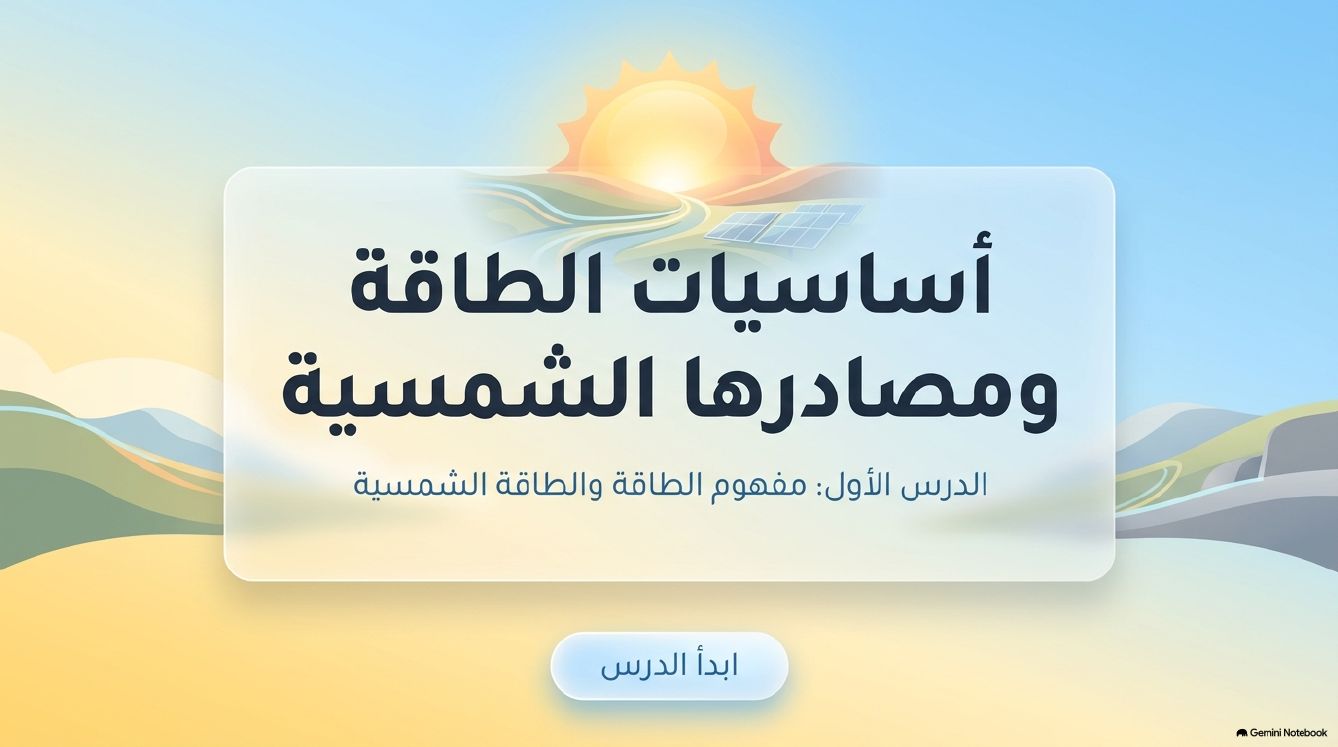 أساسيات الطاقة
ومصادرها الشمسية
الدرس الأول: مفهوم الطاقة والطاقة الشمسية
ابدأ الدرس
Gemini Notebook